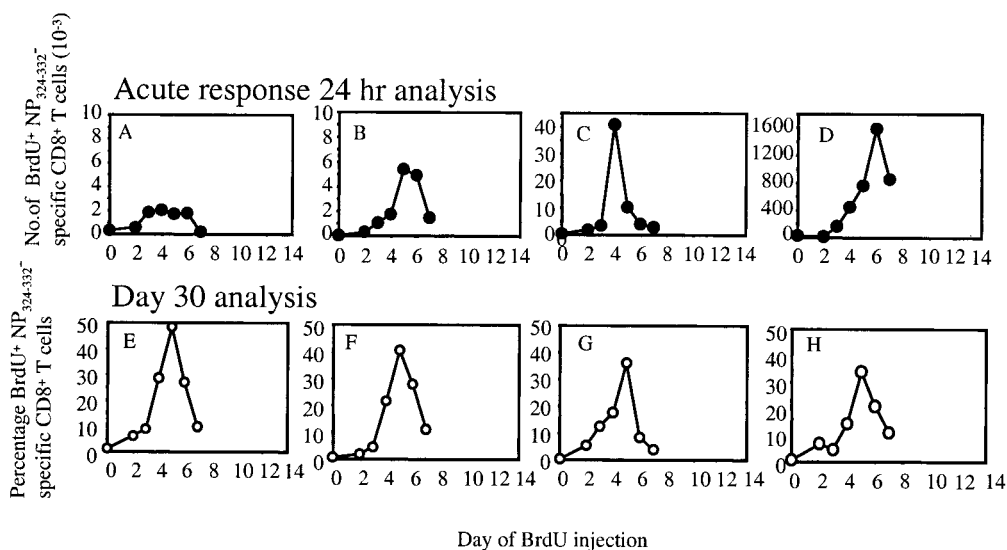 No.of BrdU⁺ NP₃₂₄₋₃₃₂⁻
specific CD8⁺ T cells (10⁻³)
Acute response 24 hr analysis
A
10
8
6
4
2
0
0 2 4 6 8 10 12 14
B
10
8
6
4
2
0
0 2 4 6 8 10 12 14
C
40
30
20
10
0
0
0 2 4 6 8 10 12 14
D
1600
1200
800
400
0
0 2 4 6 8 10 12 14
Percentage BrdU⁺ NP₃₂₄₋₃₃₂⁻
specific CD8⁺ T cells
Day 30 analysis
E
50
40
30
20
10
0
0 2 4 6 8 10 12 14
F
50
40
30
20
10
0
0 2 4 6 8 10 12 14
G
50
40
30
20
10
0
0 2 4 6 8 10 12 14
H
50
40
30
20
10
0
0 2 4 6 8 10 12 14
Day of BrdU injection